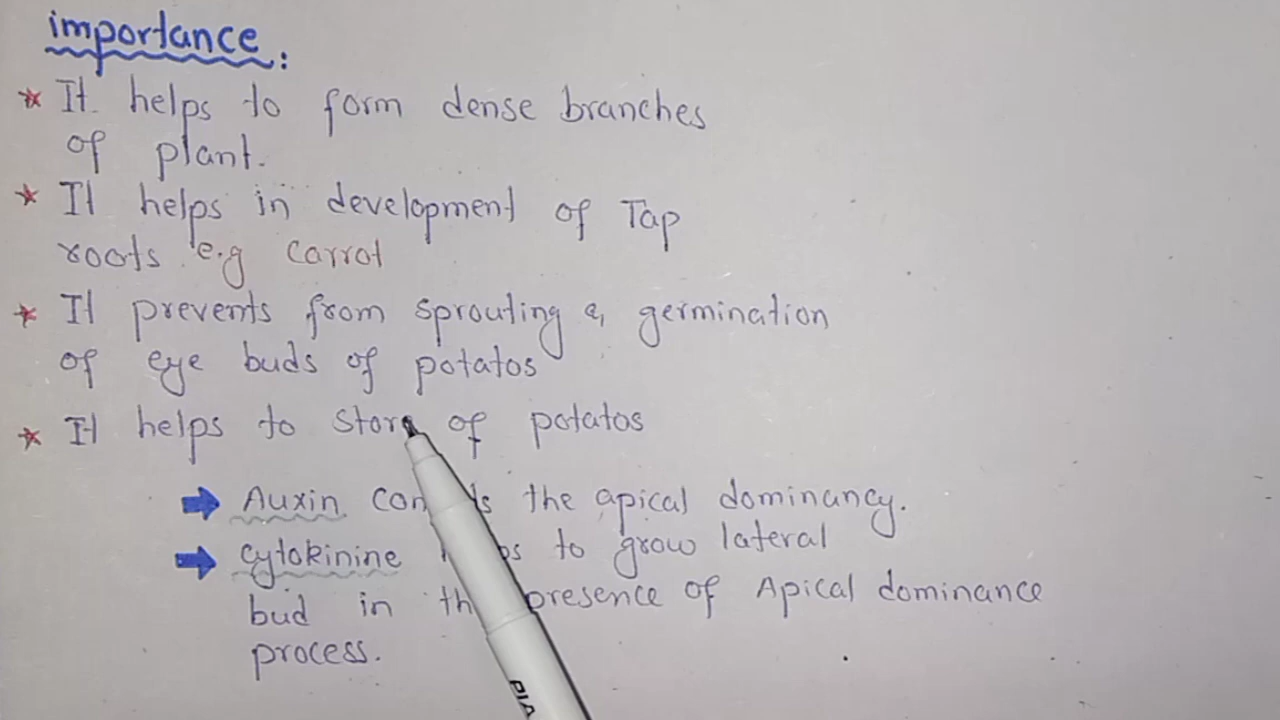 importance:
* It helps to form dense branches
of plant.
* It helps in development of Tap
roots e.g carrot
* It prevents from sprouting & germination
of eye buds of potatos
* It helps to stor of potatos
➡ Auxin the apical dominancy.
➡ Cytokinine to grow lateral
bud in presence of Apical dominance
process.
PIA